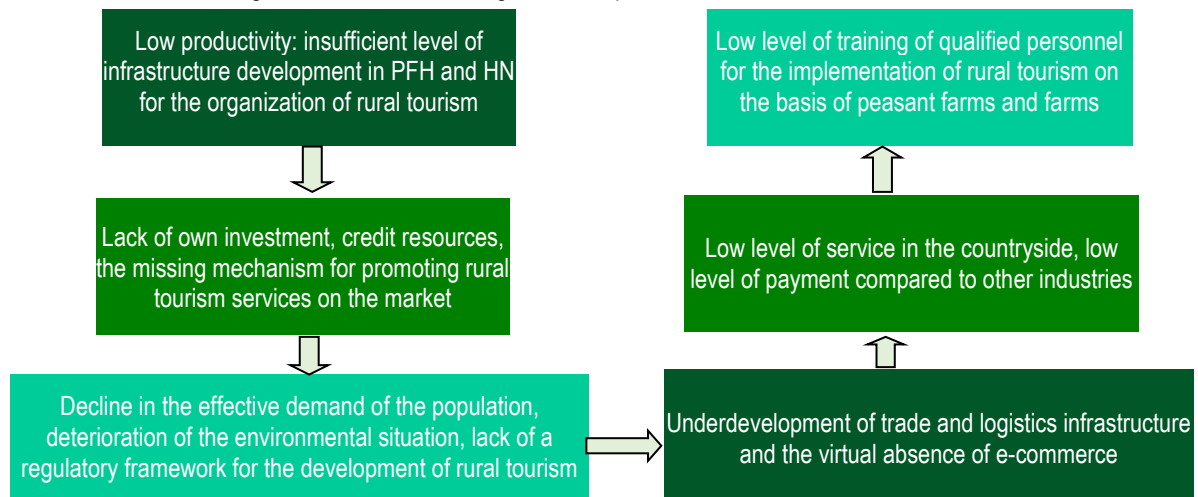 Low productivity: insufficient level of
infrastructure development in PFH and HN
for the organization of rural tourism
Lack of own investment, credit resources,
the missing mechanism for promoting rural
tourism services on the market
Decline in the effective demand of the population,
deterioration of the environmental situation, lack of a
regulatory framework for the development of rural tourism
Underdevelopment of trade and logistics infrastructure
and the virtual absence of e-commerce
Low level of service in the countryside, low
level of payment compared to other industries
Low level of training of qualified personnel
for the implementation of rural tourism on
the basis of peasant farms and farms